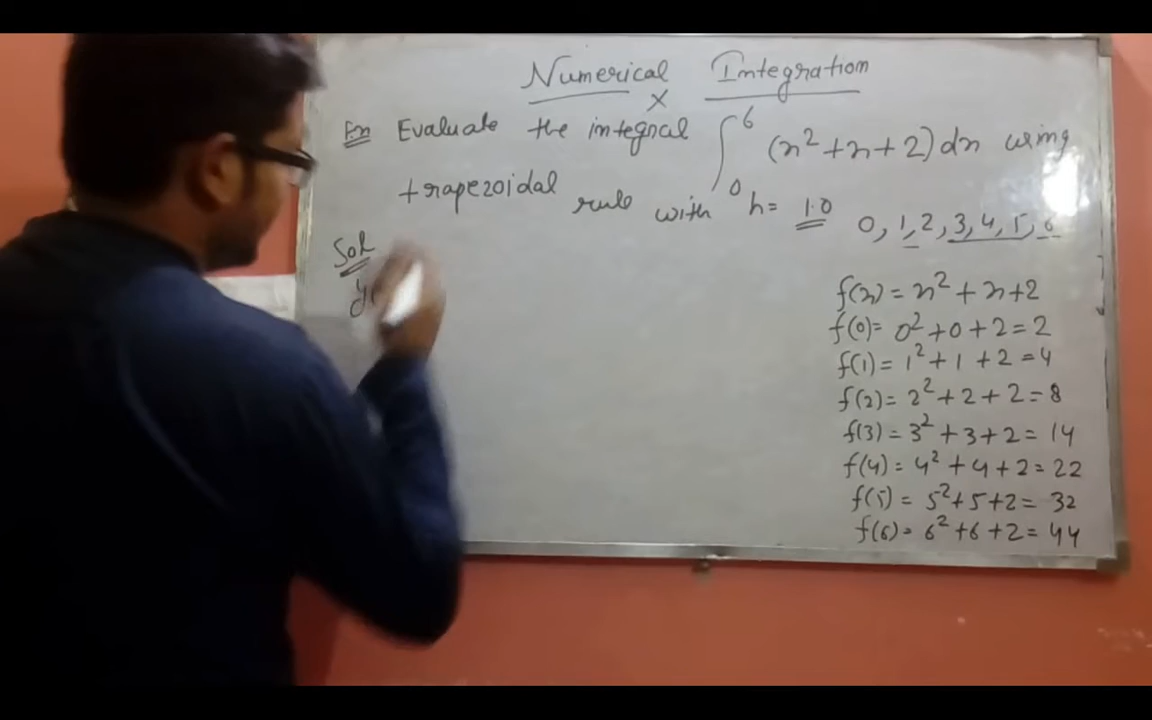 Numerical Integration
x
Ex Evaluate the integral ∫₀⁶ (x² + x + 2) dx using
trapezoidal rule with h = 1.0
0, 1, 2, 3, 4, 5, 6
Sol
f(x) = x² + x + 2
f(0) = 0² + 0 + 2 = 2
f(1) = 1² + 1 + 2 = 4
f(2) = 2² + 2 + 2 = 8
f(3) = 3² + 3 + 2 = 14
f(4) = 4² + 4 + 2 = 22
f(5) = 5² + 5 + 2 = 32
f(6) = 6² + 6 + 2 = 44